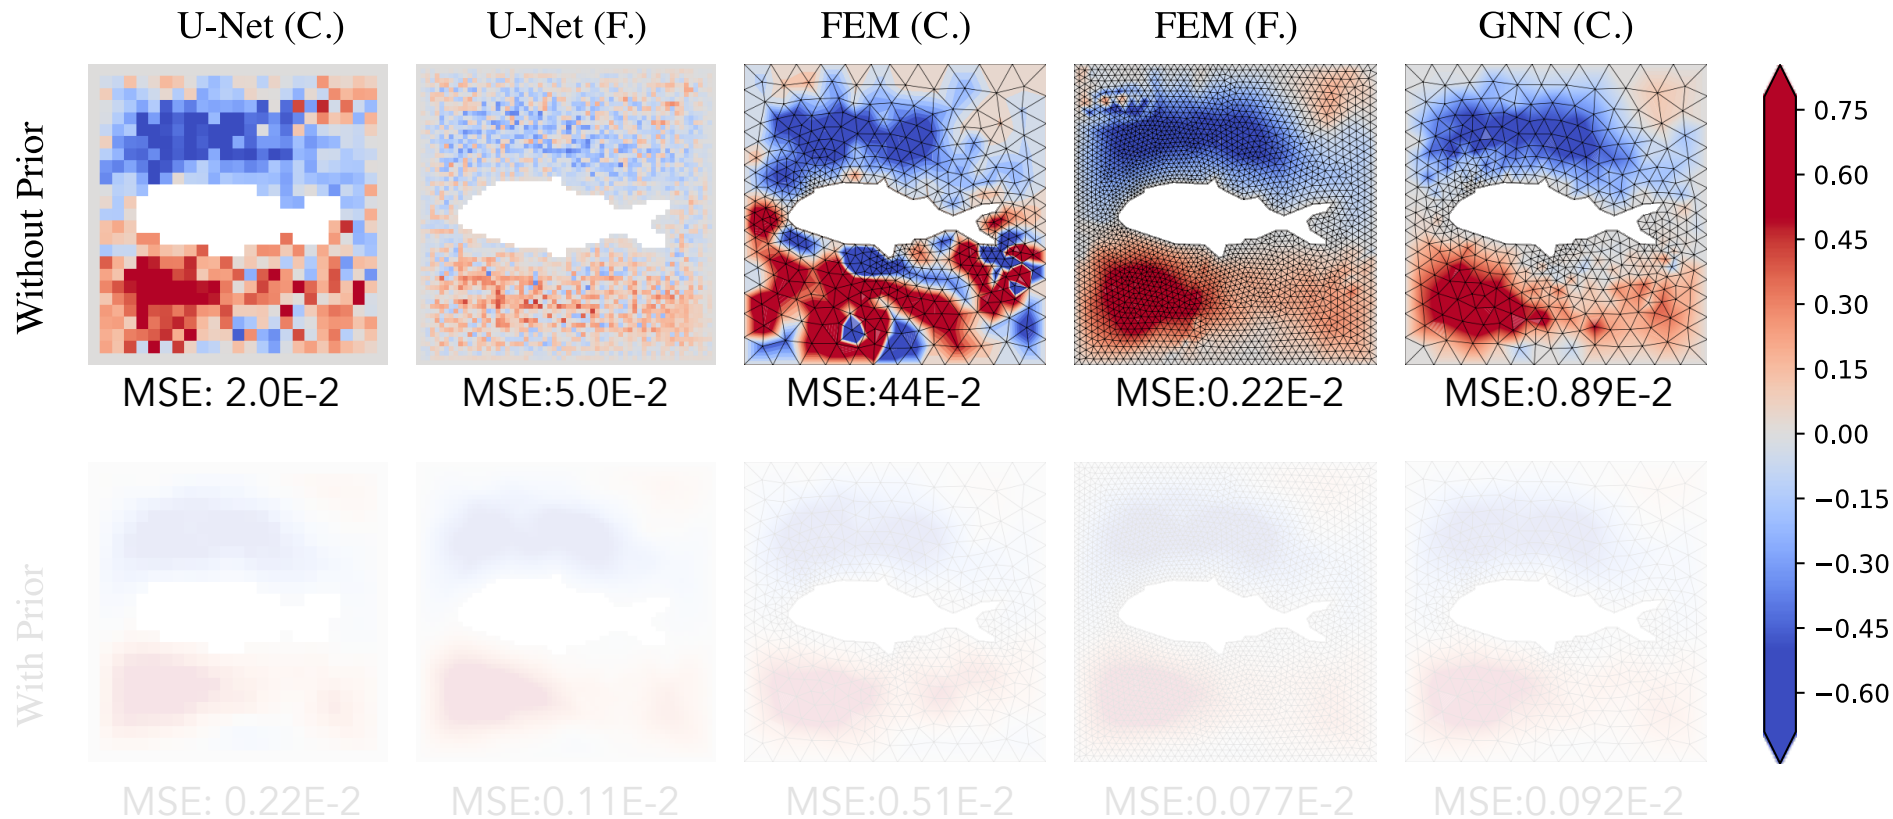 U-Net (C.) U-Net (F.) FEM (C.) FEM (F.) GNN (C.)
Without Prior
MSE: 2.0E-2 MSE:5.0E-2 MSE:44E-2 MSE:0.22E-2 MSE:0.89E-2
With Prior
MSE: 0.22E-2 MSE:0.11E-2 MSE:0.51E-2 MSE:0.077E-2 MSE:0.092E-2
0.75
0.60
0.45
0.30
0.15
0.00
−0.15
−0.30
−0.45
−0.60